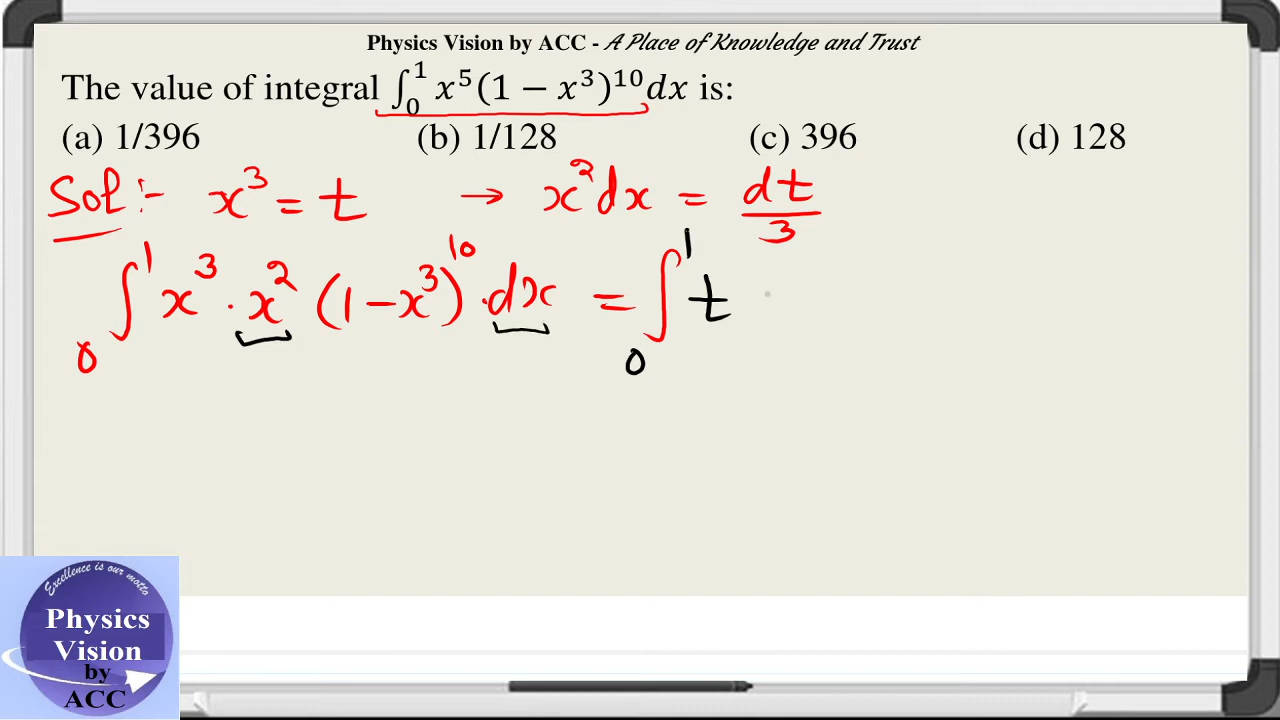 Physics Vision by ACC - A Place of Knowledge and Trust
The value of integral ∫₀¹ x⁵(1 − x³)¹⁰dx is:
(a) 1/396 (b) 1/128 (c) 396 (d) 128
Sol:- x³ = t → x²dx = dt/3
∫₀¹ x³ · x² (1 − x³)¹⁰ · dx = ∫₀¹ t
Excellence is our motto
Physics
Vision
by
ACC